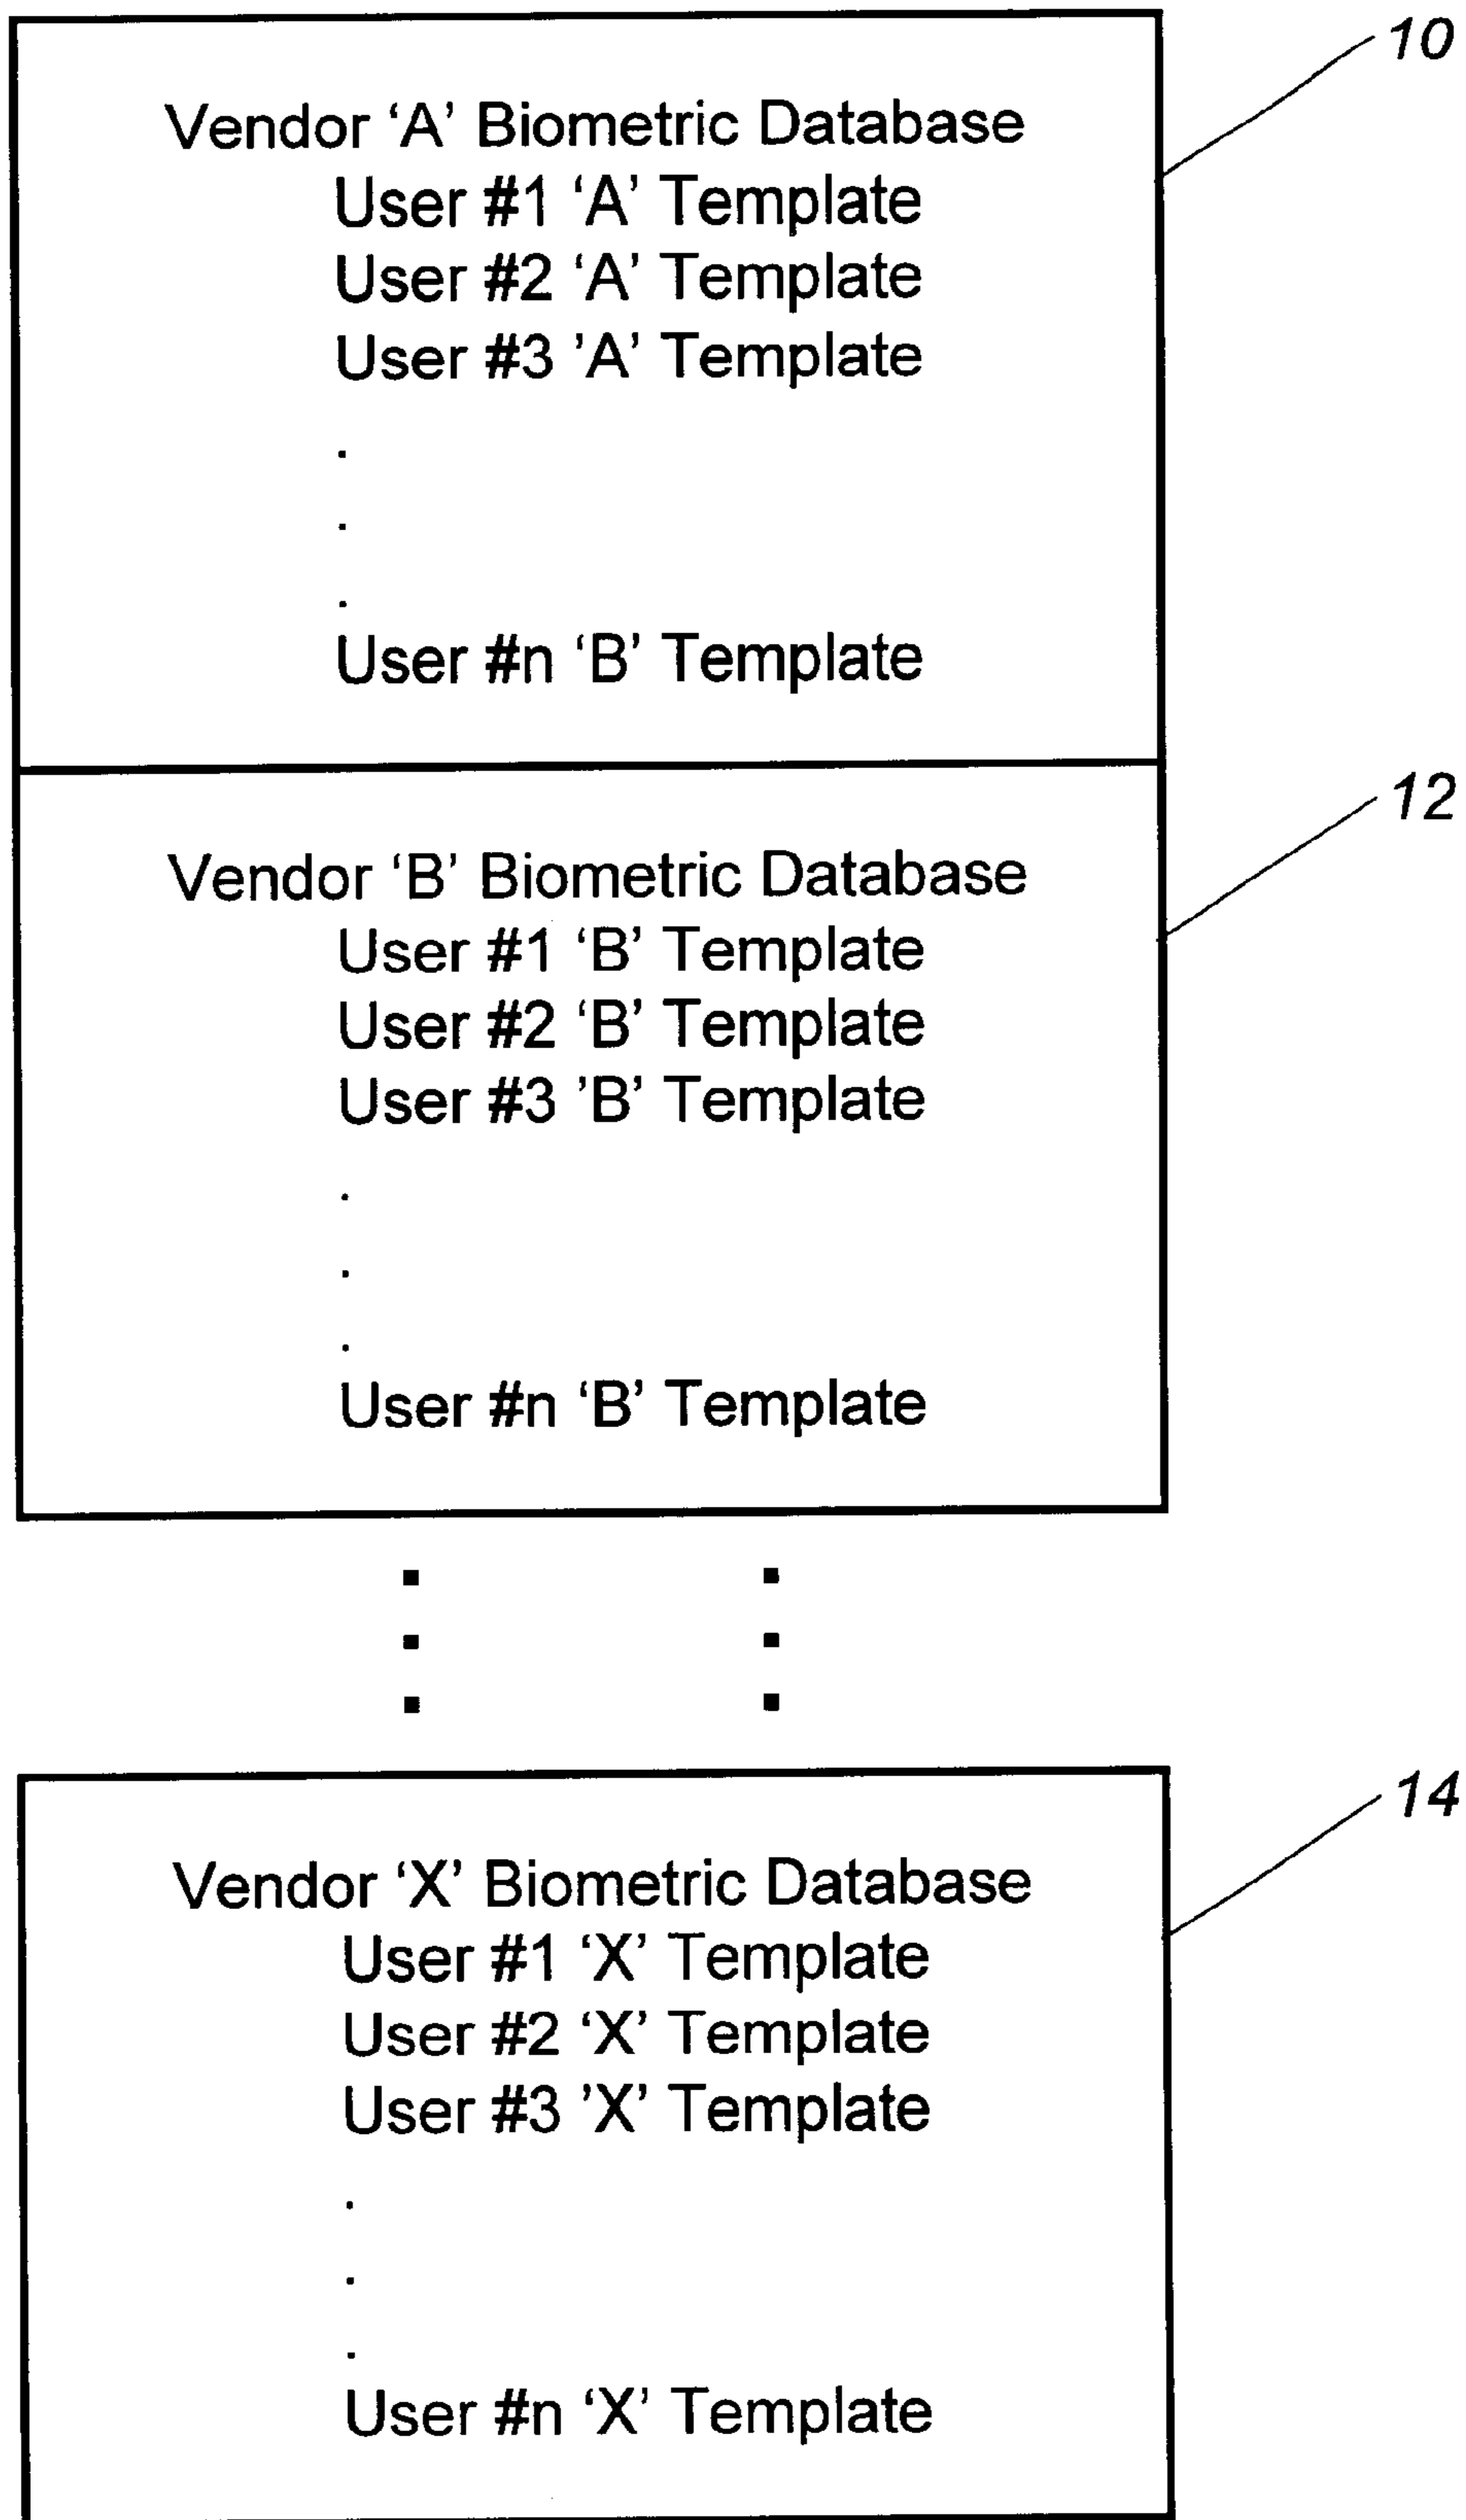 10
Vendor ‘A’ Biometric Database
User #1 ‘A’ Template
User #2 ‘A’ Template
User #3 ’A’ Template
.
.
.
User #n ‘B’ Template
12
Vendor ‘B’ Biometric Database
User #1 ‘B’ Template
User #2 ‘B’ Template
User #3 ’B’ Template
.
.
.
User #n ‘B’ Template
14
Vendor ‘X’ Biometric Database
User #1 ‘X’ Template
User #2 ‘X’ Template
User #3 ’X’ Template
.
.
.
User #n ‘X’ Template